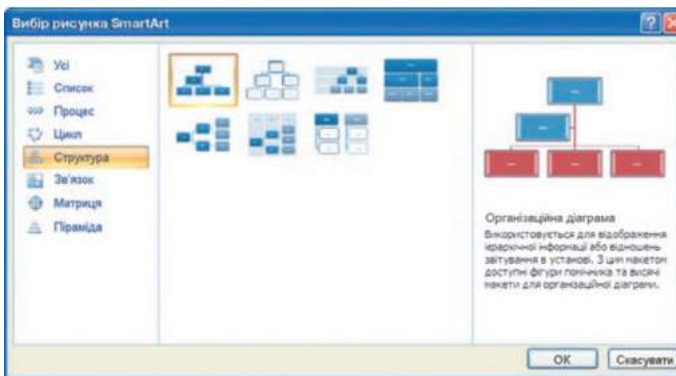 Вибір рисунка SmartArt
Усі
Список
Процес
Цикл
Структура
Зв'язок
Матриця
Піраміда
Організаційна діаграма
Використовується для відображення
ієрархічної інформації або відношень
звітування в установі. З цим макетом
доступні фігури помічника та висячі
макети для організаційної діаграми.
ОК
Скасувати